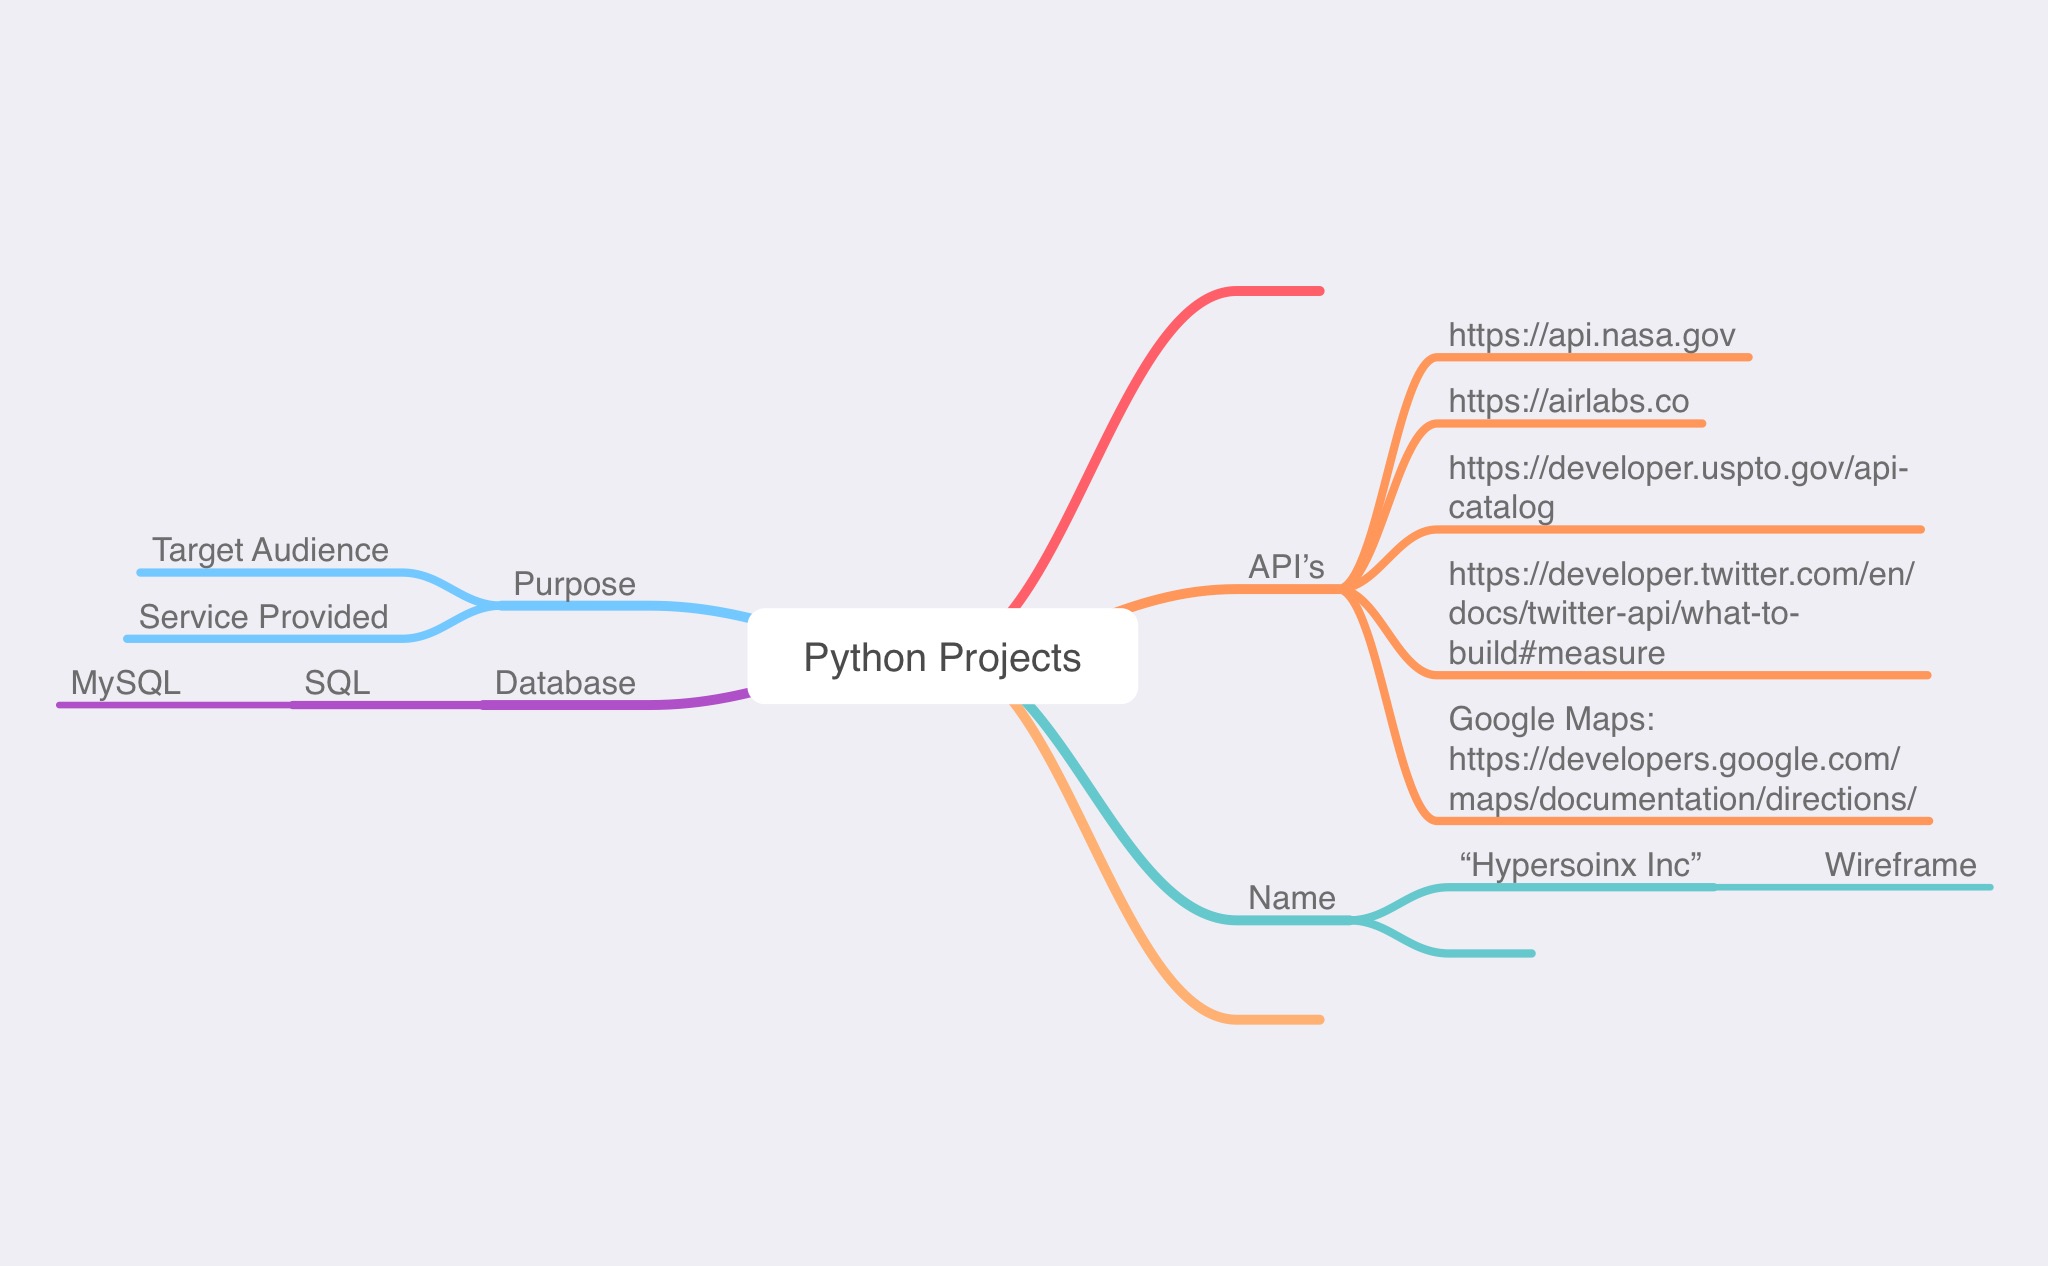 Python Projects
https://api.nasa.gov
https://airlabs.co
https://developer.uspto.gov/api-
catalog
API’s
https://developer.twitter.com/en/
docs/twitter-api/what-to-
build#measure
Google Maps:
https://developers.google.com/
maps/documentation/directions/
Name
“Hypersoinx Inc”
Wireframe
Purpose
Target Audience
Service Provided
Database
SQL
MySQL